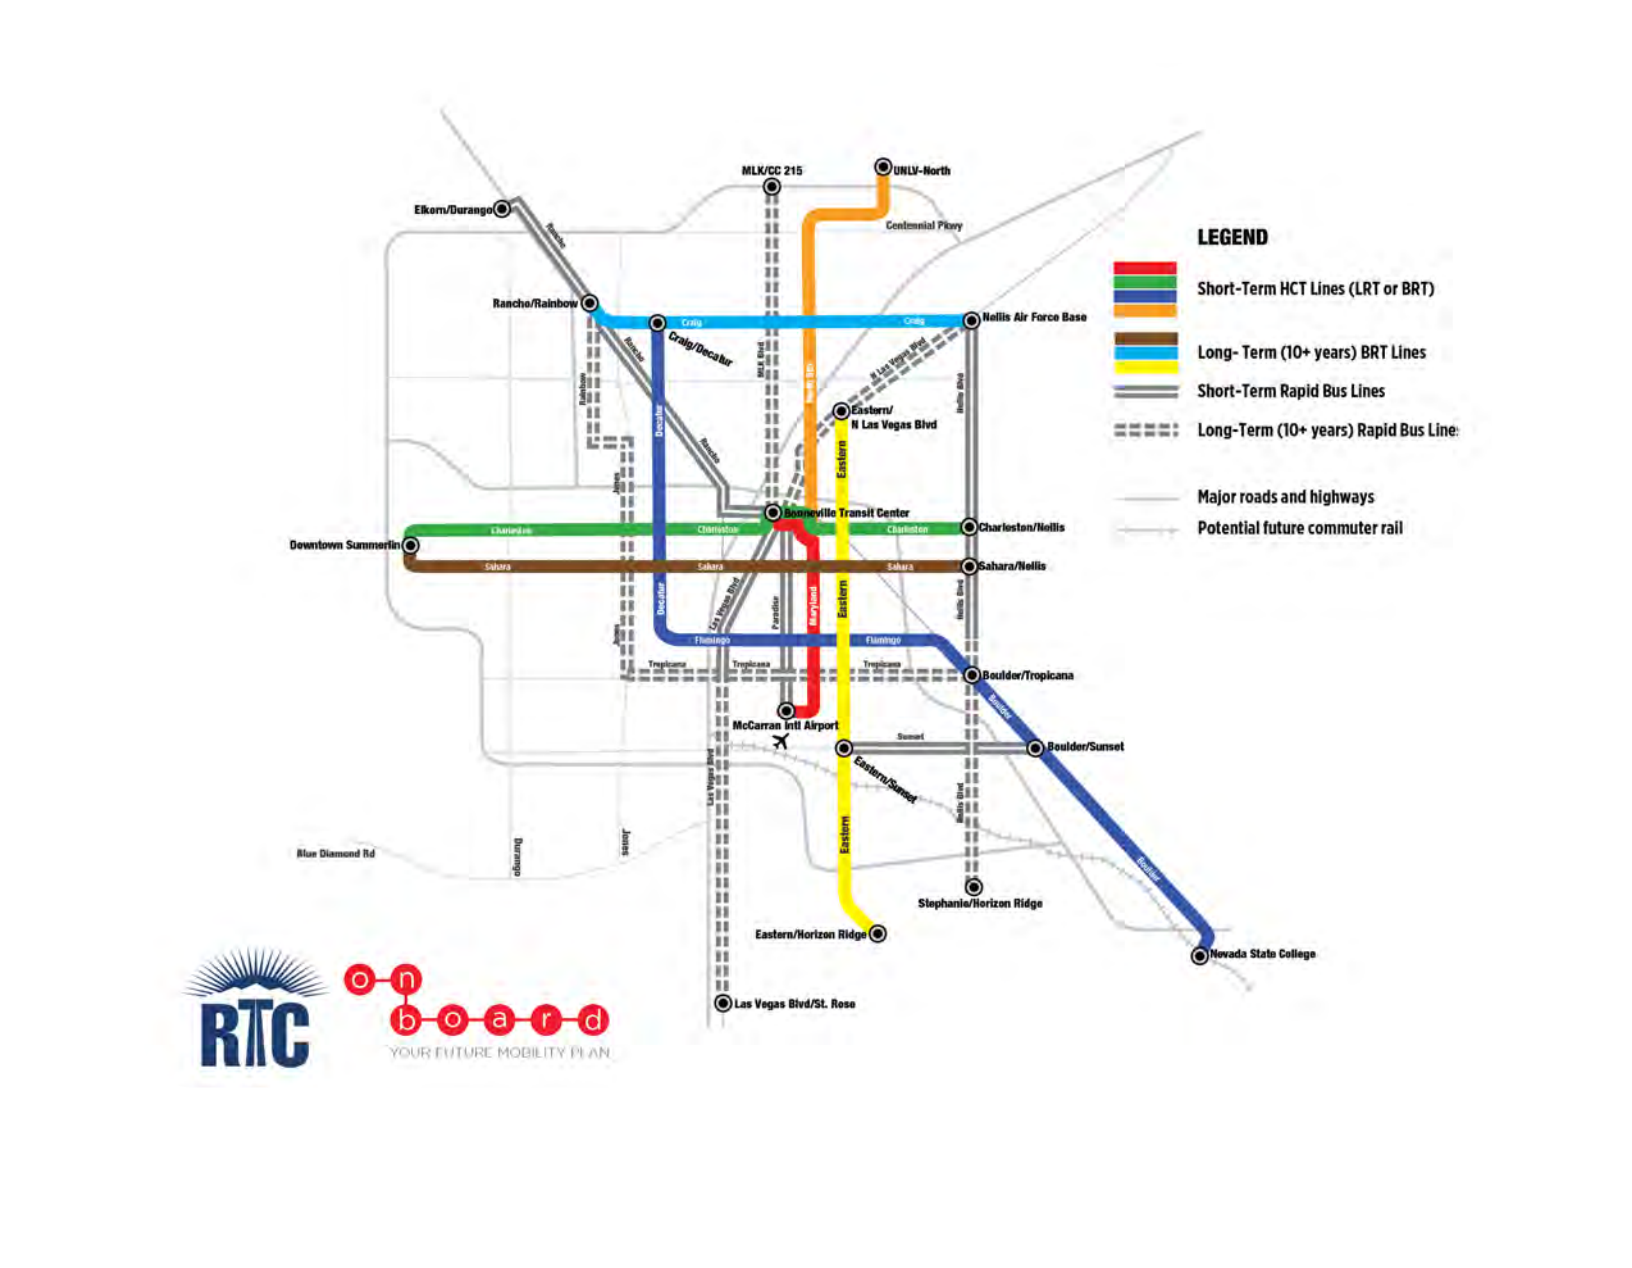 MLK/CC 215
UNLV-North
Elkorn/Durango
Rancho
Centennial Pkwy
LEGEND
Short-Term HCT Lines (LRT or BRT)
Long- Term (10+ years) BRT Lines
Short-Term Rapid Bus Lines
Long-Term (10+ years) Rapid Bus Line
Major roads and highways
Potential future commuter rail
Rancho/Rainbow
Craig
Craig
Nellis Air Force Base
Craig/Decatur
Rancho
MLK Blvd
N Las Vegas Blvd
Rainbow
Nellis Blvd
Decatur
Eastern/
N Las Vegas Blvd
Rancho
Eastern
Jones
Bonneville Transit Center
Charleston
Charleston
Charleston
Charleston/Nellis
Downtown Summerlin
Sahara
Sahara
Sahara
Sahara/Nellis
Decatur
Las Vegas Blvd
Paradise
Maryland
Eastern
Nellis Blvd
Jones
Flamingo
Flamingo
Tropicana
Tropicana
Tropicana
Boulder/Tropicana
Boulder
McCarran Intl Airport
Sunset
Boulder/Sunset
Eastern/Sunset
Las Vegas Blvd
Nellis Blvd
Eastern
Blue Diamond Rd
Durango
Jones
Boulder
Stephanie/Horizon Ridge
Eastern/Horizon Ridge
Nevada State College
Las Vegas Blvd/St. Rose
RTC
on
board
YOUR FUTURE MOBILITY PLAN